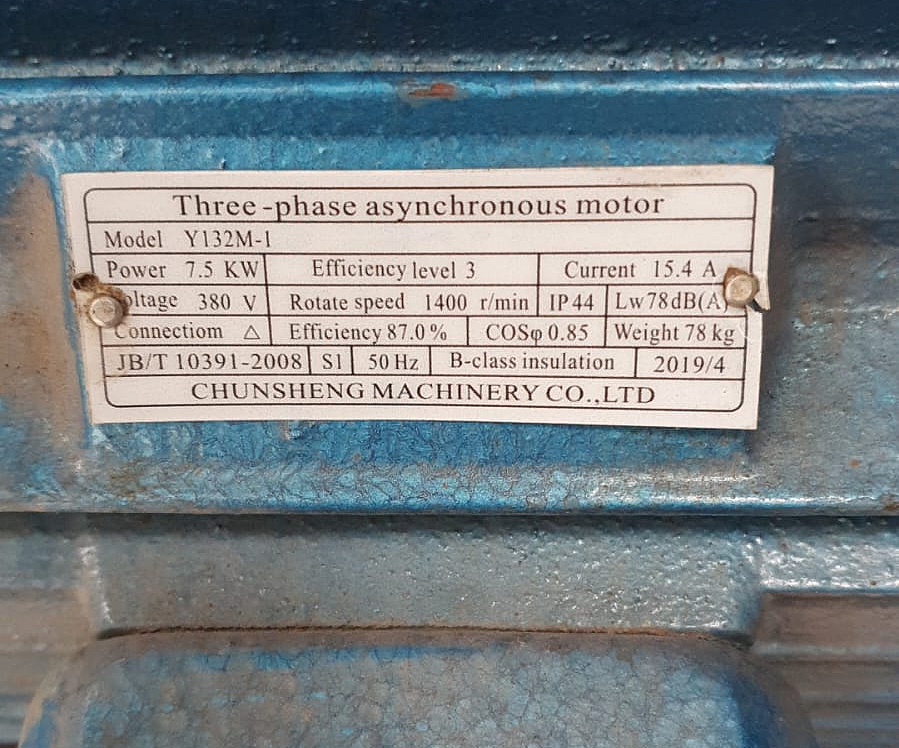 Three-phase asynchronous motor
Model Y132M-1
Power 7.5 KW Efficiency level 3 Current 15.4 A
oltage 380 V Rotate speed 1400 r/min IP44 Lw78dB(A)
Connectiom △ Efficiency 87.0% COSφ 0.85 Weight 78 kg
JB/T 10391-2008 S1 50Hz B-class insulation 2019/4
CHUNSHENG MACHINERY CO.,LTD